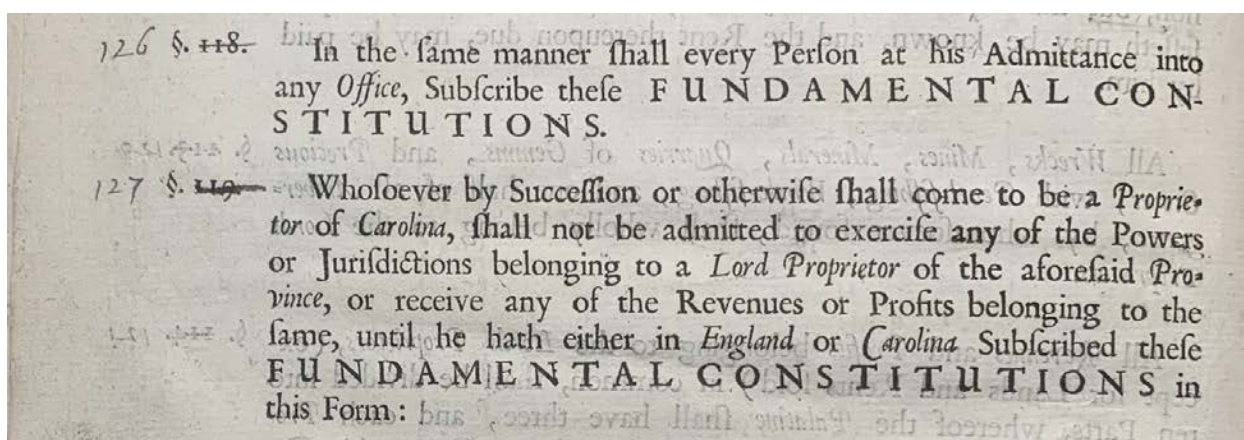 126 §. 118. In the ſame manner ſhall every Perſon at his Admittance into
any Office, Subſcribe theſe FUNDAMENTAL CON-
STITUTIONS.
127 §. 119. Whoſoever by Succeſſion or otherwiſe ſhall come to be a Proprie-
tor of Carolina, ſhall not be admitted to exerciſe any of the Powers
or Juriſdictions belonging to a Lord Proprietor of the aforeſaid Pro-
vince, or receive any of the Revenues or Profits belonging to the
ſame, until he hath either in England or Carolina Subſcribed theſe
FUNDAMENTAL CONSTITUTIONS in
this Form: